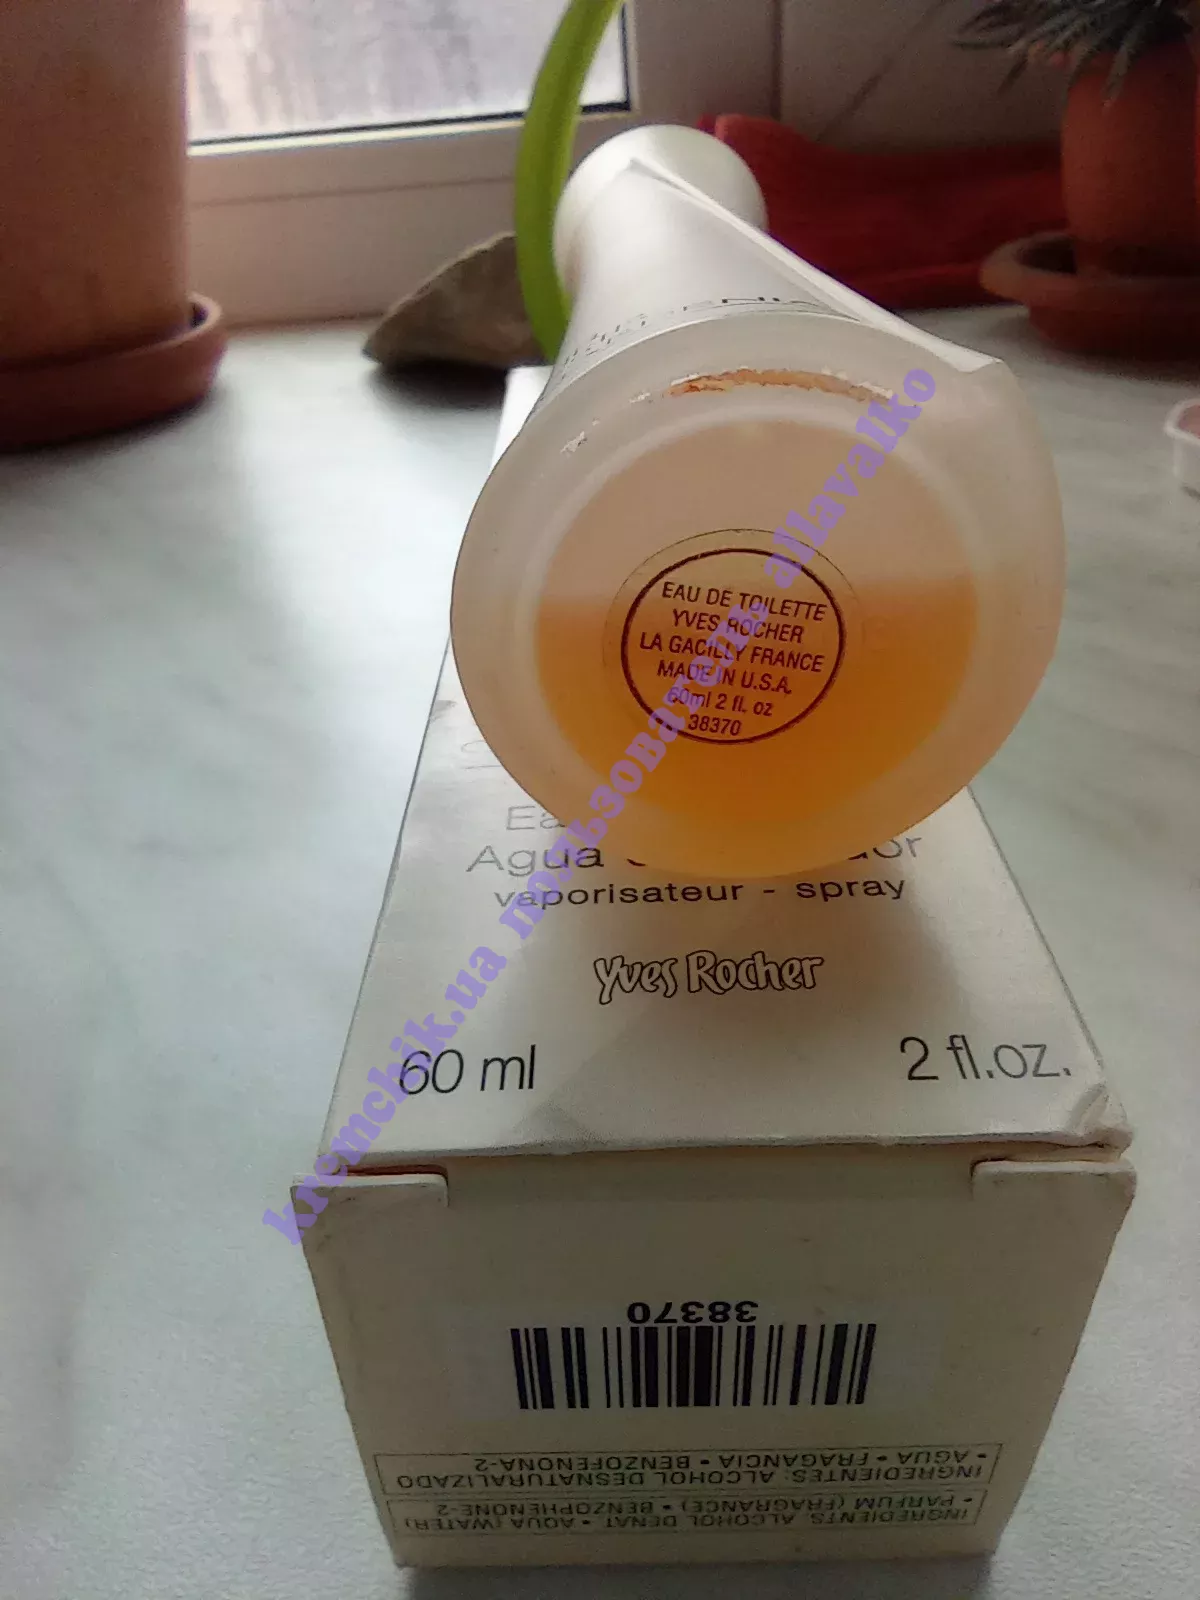 EAU DE TOILETTE
YVES ROCHER
LA GACILLY FRANCE
MADE IN U.S.A.
60ml 2 fl. oz
38370
Agua
vaporisateur - spray
Yves Rocher
60 ml
2 fl.oz.
38370
• AGUA • FRAGANCIA • BENZOFENONA-2
INGREDIENTES: ALCOHOL DESNATURALIZADO
• PARFUM (FRAGRANCE) • BENZOPHENONE-2
INGREDIENTS, ALCOHOL DENAT • AQUA (WATER)
kremchik.ua пользователь allavalko